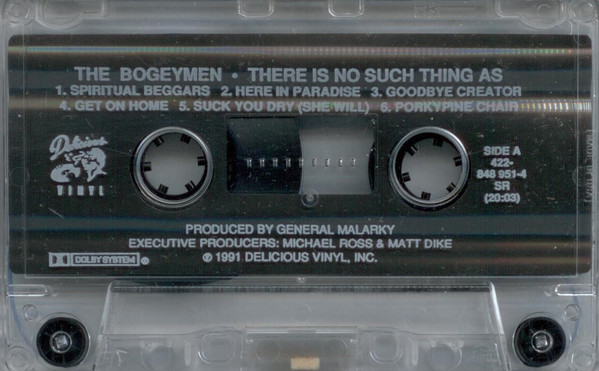 THE BOGEYMEN • THERE IS NO SUCH THING AS
1. SPIRITUAL BEGGARS 2. HERE IN PARADISE 3. GOODBYE CREATOR
4. GET ON HOME 5. SUCK YOU DRY (SHE WILL) 6. PORKYPINE CHAIR
Delicious
VINYL
SIDE A
422-
848 951-4
SR
(20:03)
PRODUCED BY GENERAL MALARKY
EXECUTIVE PRODUCERS: MICHAEL ROSS & MATT DIKE
DOLBY SYSTEM ®
℗ 1991 DELICIOUS VINYL, INC.